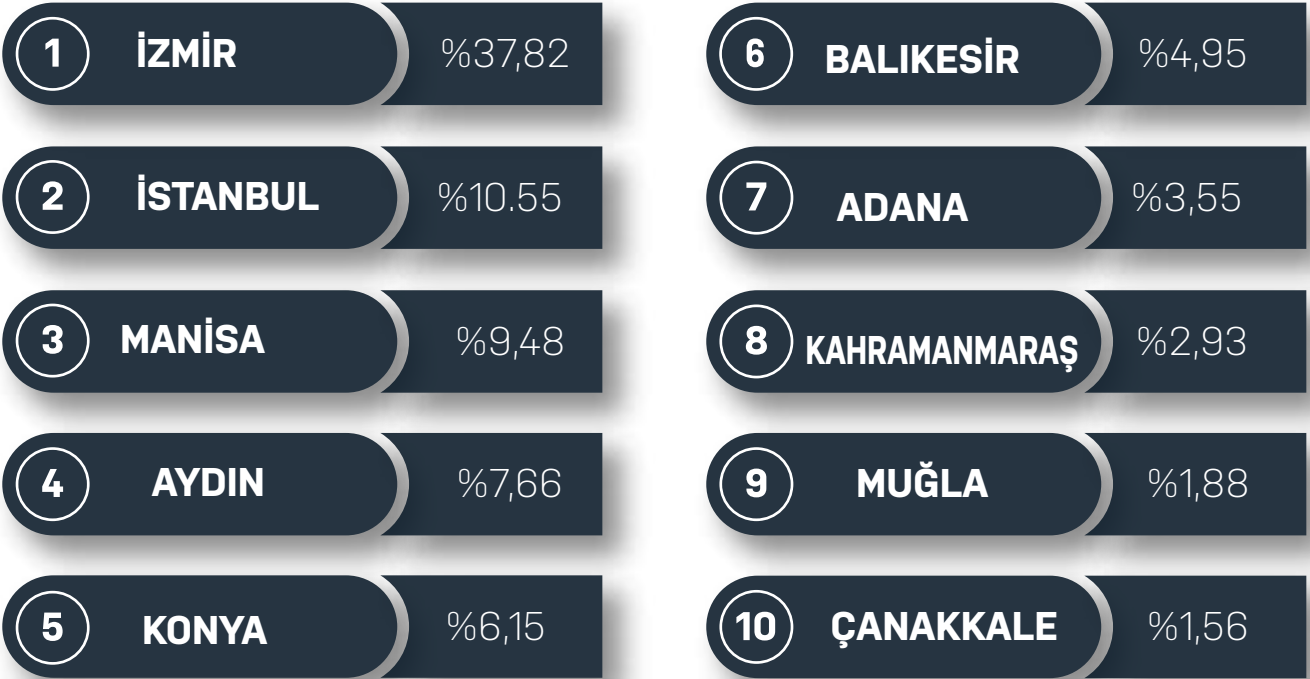 1 İZMİR %37,82
2 İSTANBUL %10.55
3 MANİSA %9,48
4 AYDIN %7,66
5 KONYA %6,15
6 BALIKESİR %4,95
7 ADANA %3,55
8 KAHRAMANMARAŞ %2,93
9 MUĞLA %1,88
10 ÇANAKKALE %1,56